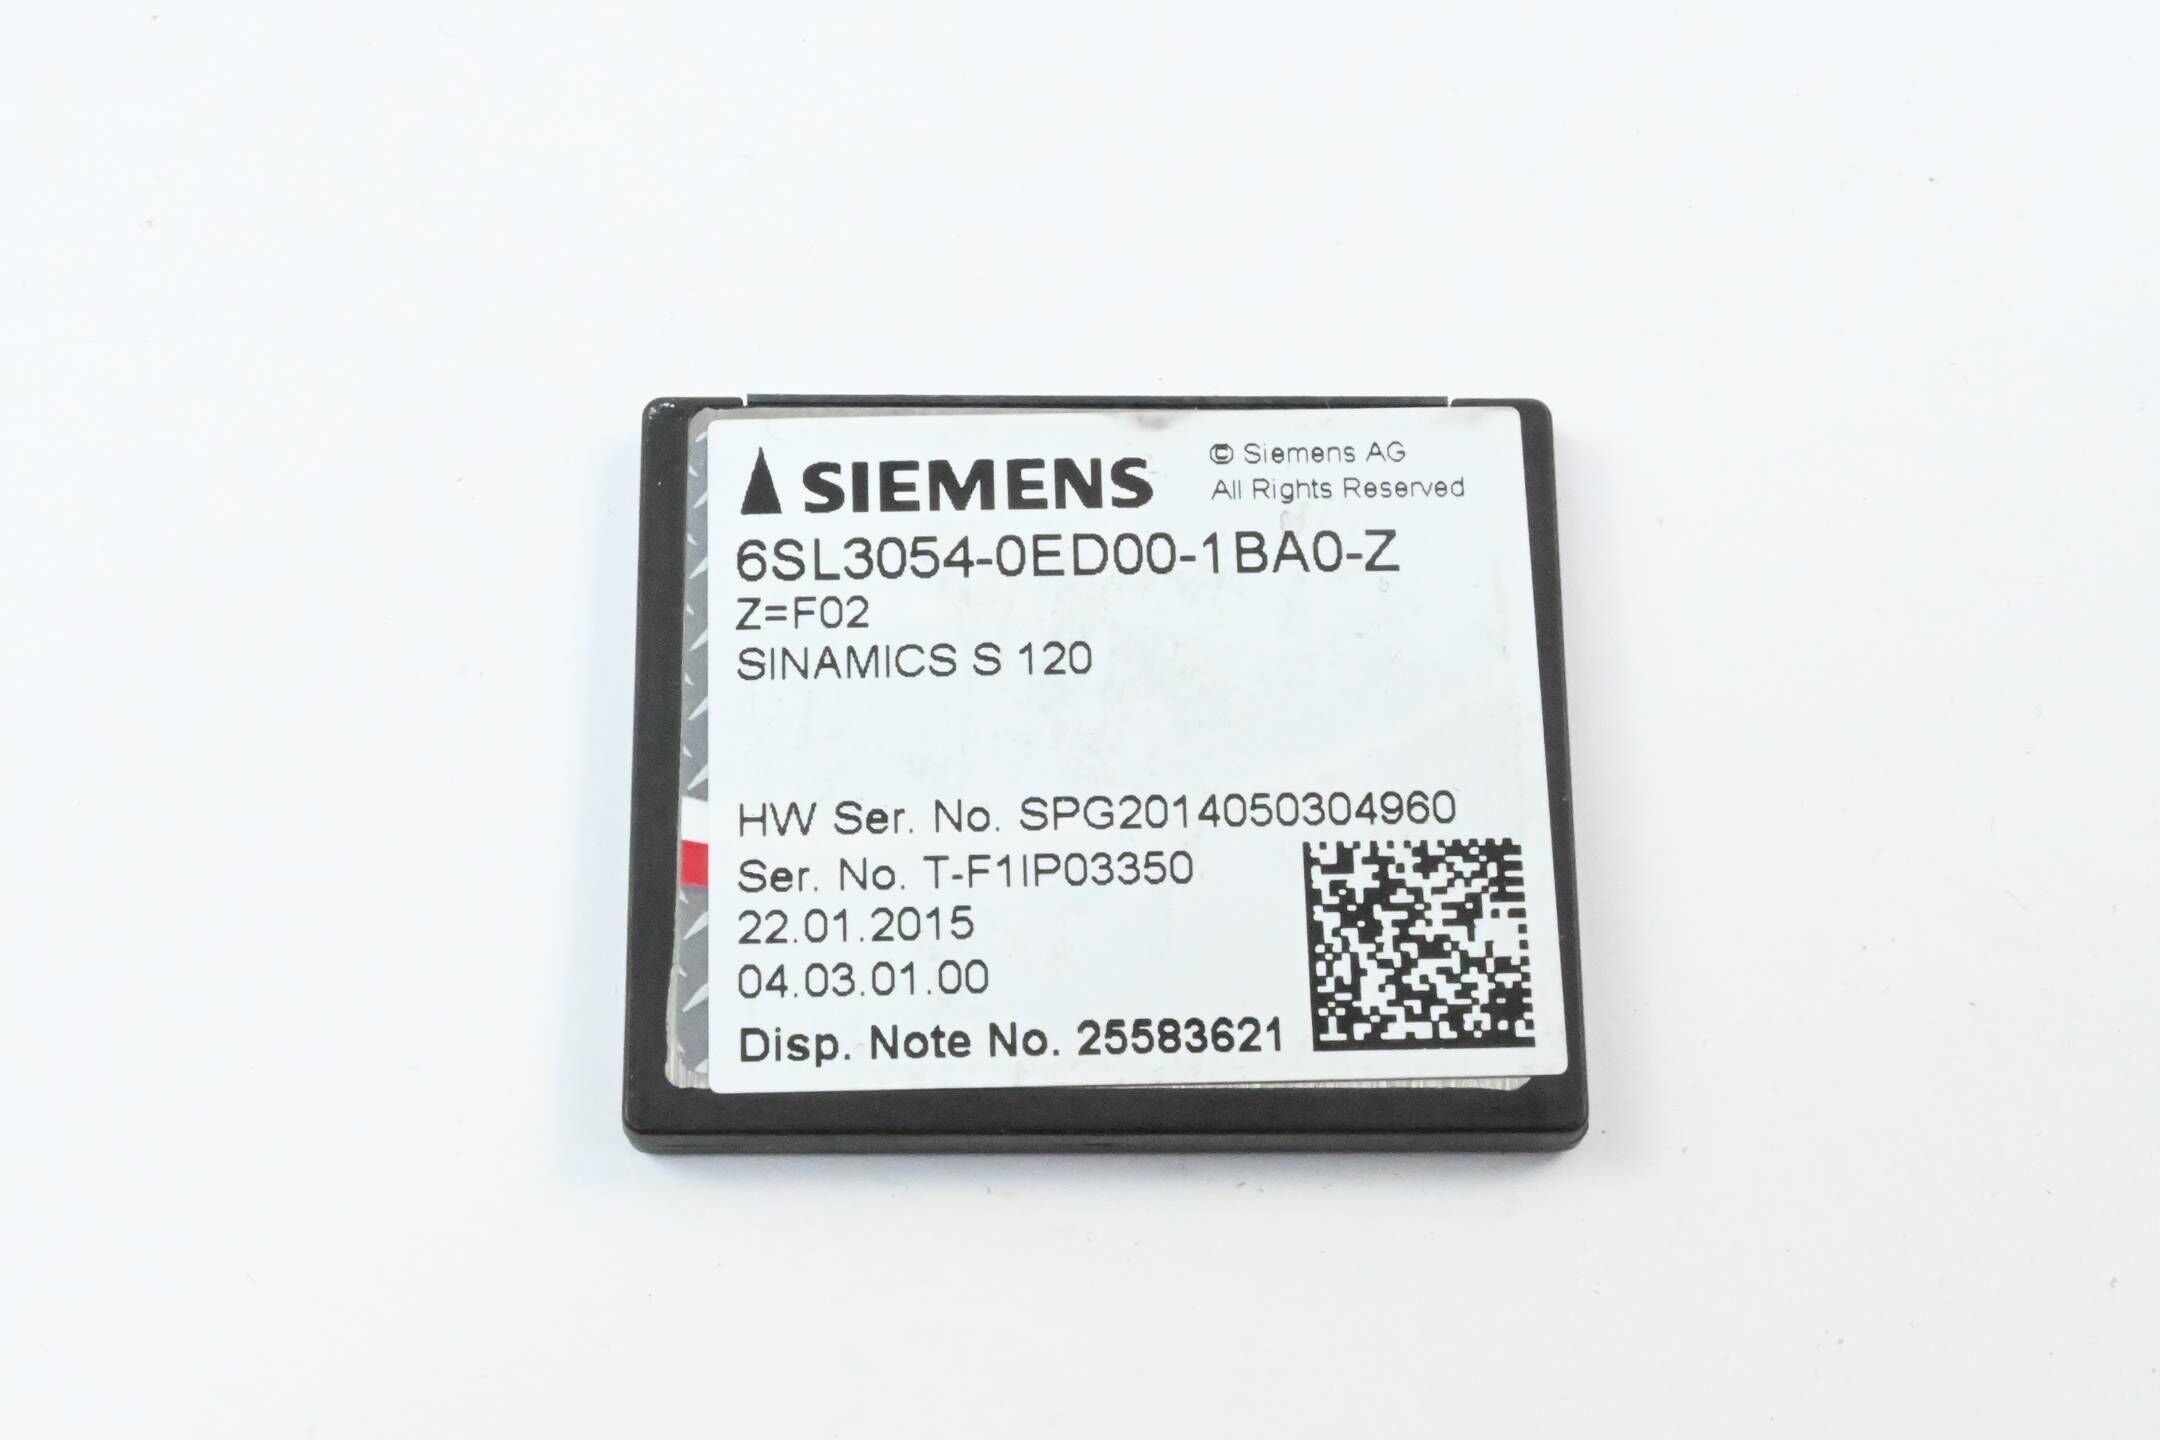 SIEMENS
© Siemens AG
All Rights Reserved
6SL3054-0ED00-1BA0-Z
Z=F02
SINAMICS S 120
HW Ser. No. SPG2014050304960
Ser. No. T-F1IP03350
22.01.2015
04.03.01.00
Disp. Note No. 25583621